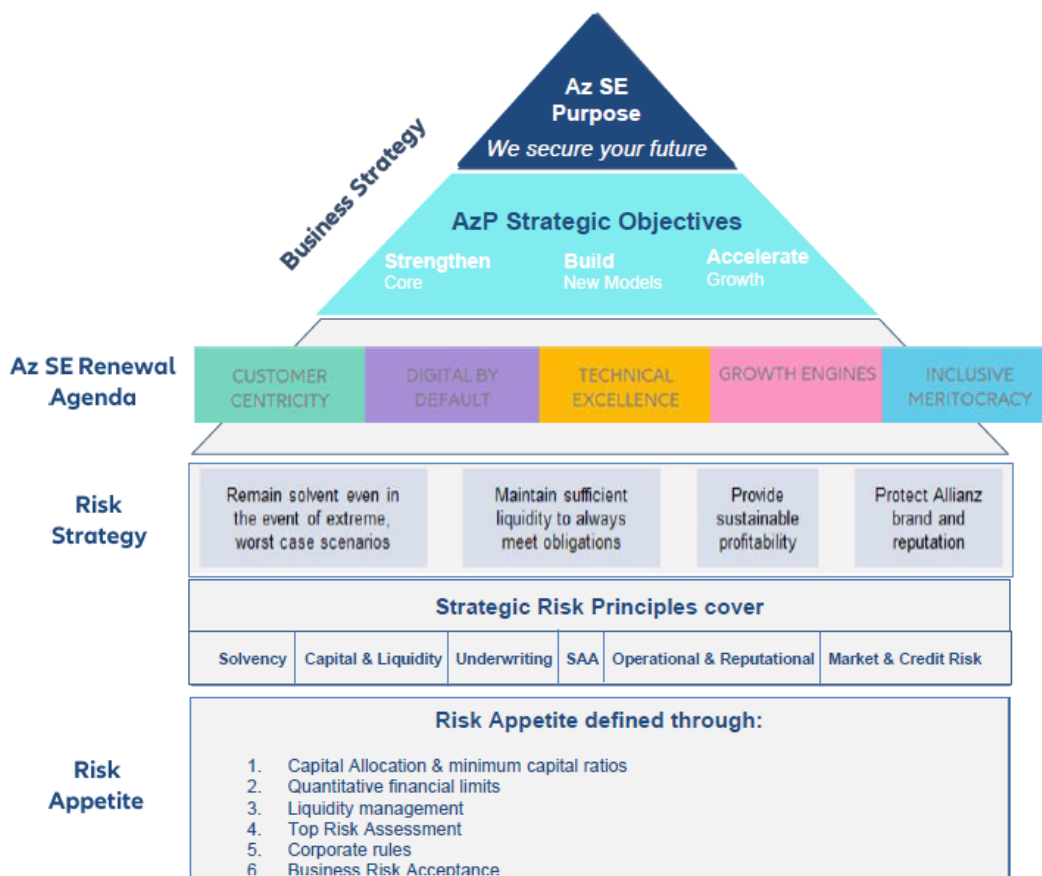 Az SE
Purpose
We secure your future
Business Strategy
AzP Strategic Objectives
Strengthen
Core
Build
New Models
Accelerate
Growth
Az SE Renewal
Agenda
CUSTOMER
CENTRICITY
DIGITAL BY
DEFAULT
TECHNICAL
EXCELLENCE
GROWTH ENGINES
INCLUSIVE
MERITOCRACY
Risk
Strategy
Remain solvent even in
the event of extreme,
worst case scenarios
Maintain sufficient
liquidity to always
meet obligations
Provide
sustainable
profitability
Protect Allianz
brand and
reputation
Strategic Risk Principles cover
Solvency
Capital & Liquidity
Underwriting
SAA
Operational & Reputational
Market & Credit Risk
Risk
Appetite
Risk Appetite defined through:
1. Capital Allocation & minimum capital ratios
2. Quantitative financial limits
3. Liquidity management
4. Top Risk Assessment
5. Corporate rules
6. Business Risk Acceptance